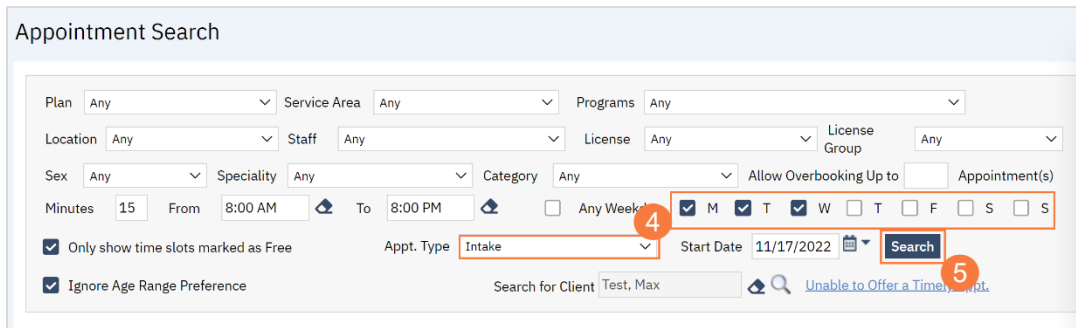 Appointment Search
Plan Any Service Area Any Programs Any
Location Any Staff Any License Any License Group Any
Sex Any Speciality Any Category Any Allow Overbooking Up to Appointment(s)
Minutes 15 From 8:00 AM To 8:00 PM Any 4 M T W T F S S
Only show time slots marked as Free Appt. Type Intake Start Date 11/17/2022 Search 5
Ignore Age Range Preference Search for Client Test, Max Unable to Offer a Timely Appt.